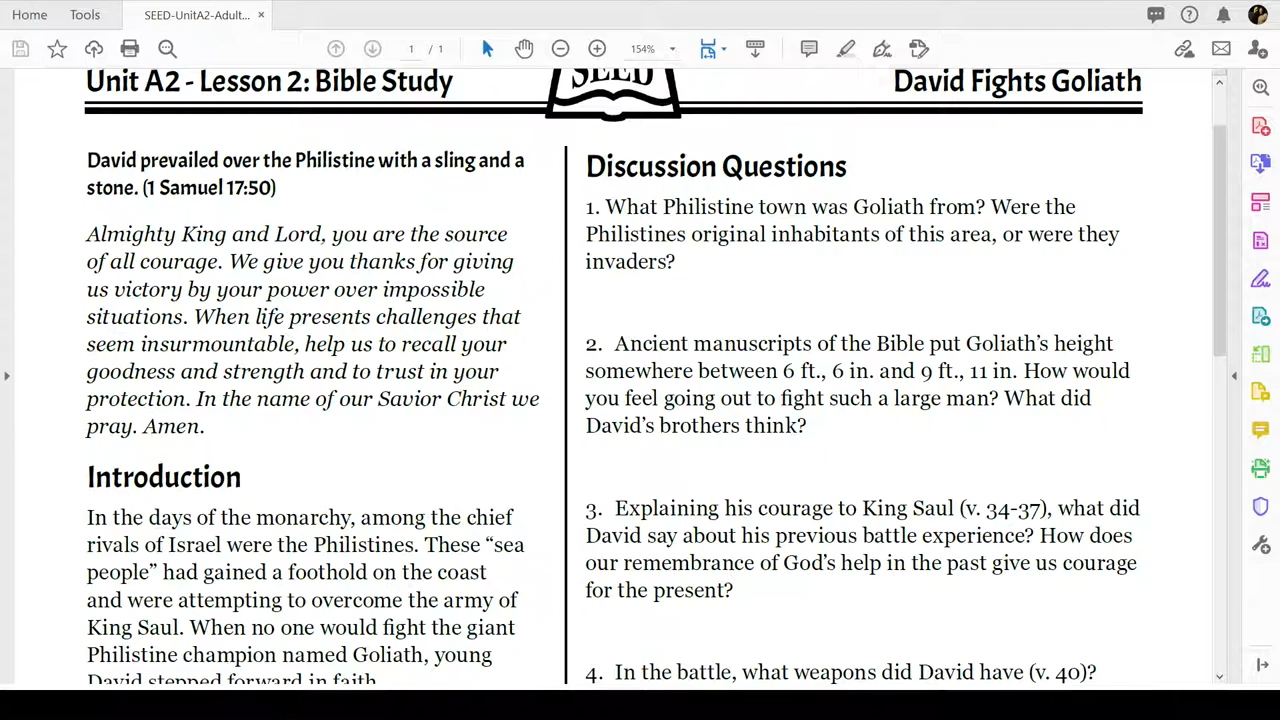 Home Tools SEED-UnitA2-Adult... ×
1 / 1 154%
Unit A2 - Lesson 2: Bible Study
SEED
David Fights Goliath
David prevailed over the Philistine with a sling and a
stone. (1 Samuel 17:50)
Almighty King and Lord, you are the source
of all courage. We give you thanks for giving
us victory by your power over impossible
situations. When life presents challenges that
seem insurmountable, help us to recall your
goodness and strength and to trust in your
protection. In the name of our Savior Christ we
pray. Amen.
Introduction
In the days of the monarchy, among the chief
rivals of Israel were the Philistines. These “sea
people” had gained a foothold on the coast
and were attempting to overcome the army of
King Saul. When no one would fight the giant
Philistine champion named Goliath, young
David stepped forward in faith.
Discussion Questions
1. What Philistine town was Goliath from? Were the
Philistines original inhabitants of this area, or were they
invaders?
2. Ancient manuscripts of the Bible put Goliath’s height
somewhere between 6 ft., 6 in. and 9 ft., 11 in. How would
you feel going out to fight such a large man? What did
David’s brothers think?
3. Explaining his courage to King Saul (v. 34-37), what did
David say about his previous battle experience? How does
our remembrance of God’s help in the past give us courage
for the present?
4. In the battle, what weapons did David have (v. 40)?